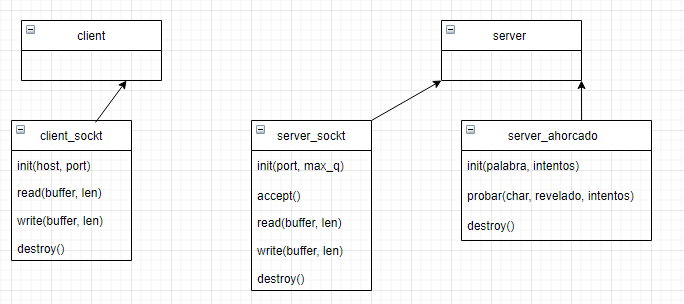 client
server
client_sockt
init(host, port)
read(buffer, len)
write(buffer, len)
destroy()
server_sockt
init(port, max_q)
accept()
read(buffer, len)
write(buffer, len)
destroy()
server_ahorcado
init(palabra, intentos)
probar(char, revelado, intentos)
destroy()